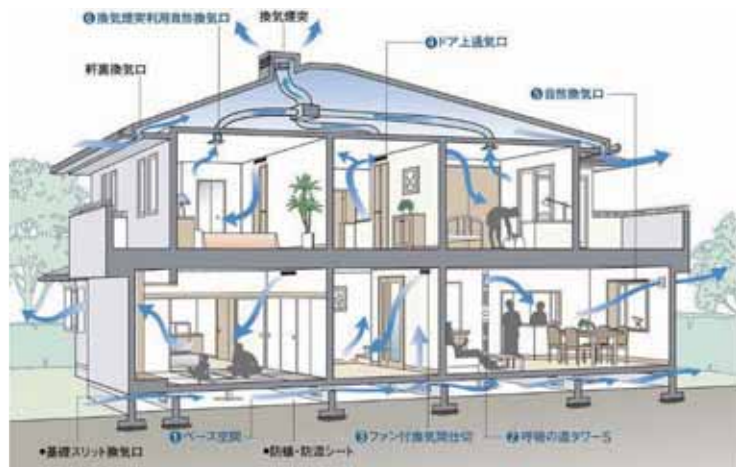 ❻換気煙突利用自然換気口
換気煙突
❹ドア上通気口
軒裏換気口
❺自然換気口
●基礎スリット換気口
❶ベース空間
●防蟻・防湿シート
❸ファン付換気間仕切
❷呼吸の道タワーS